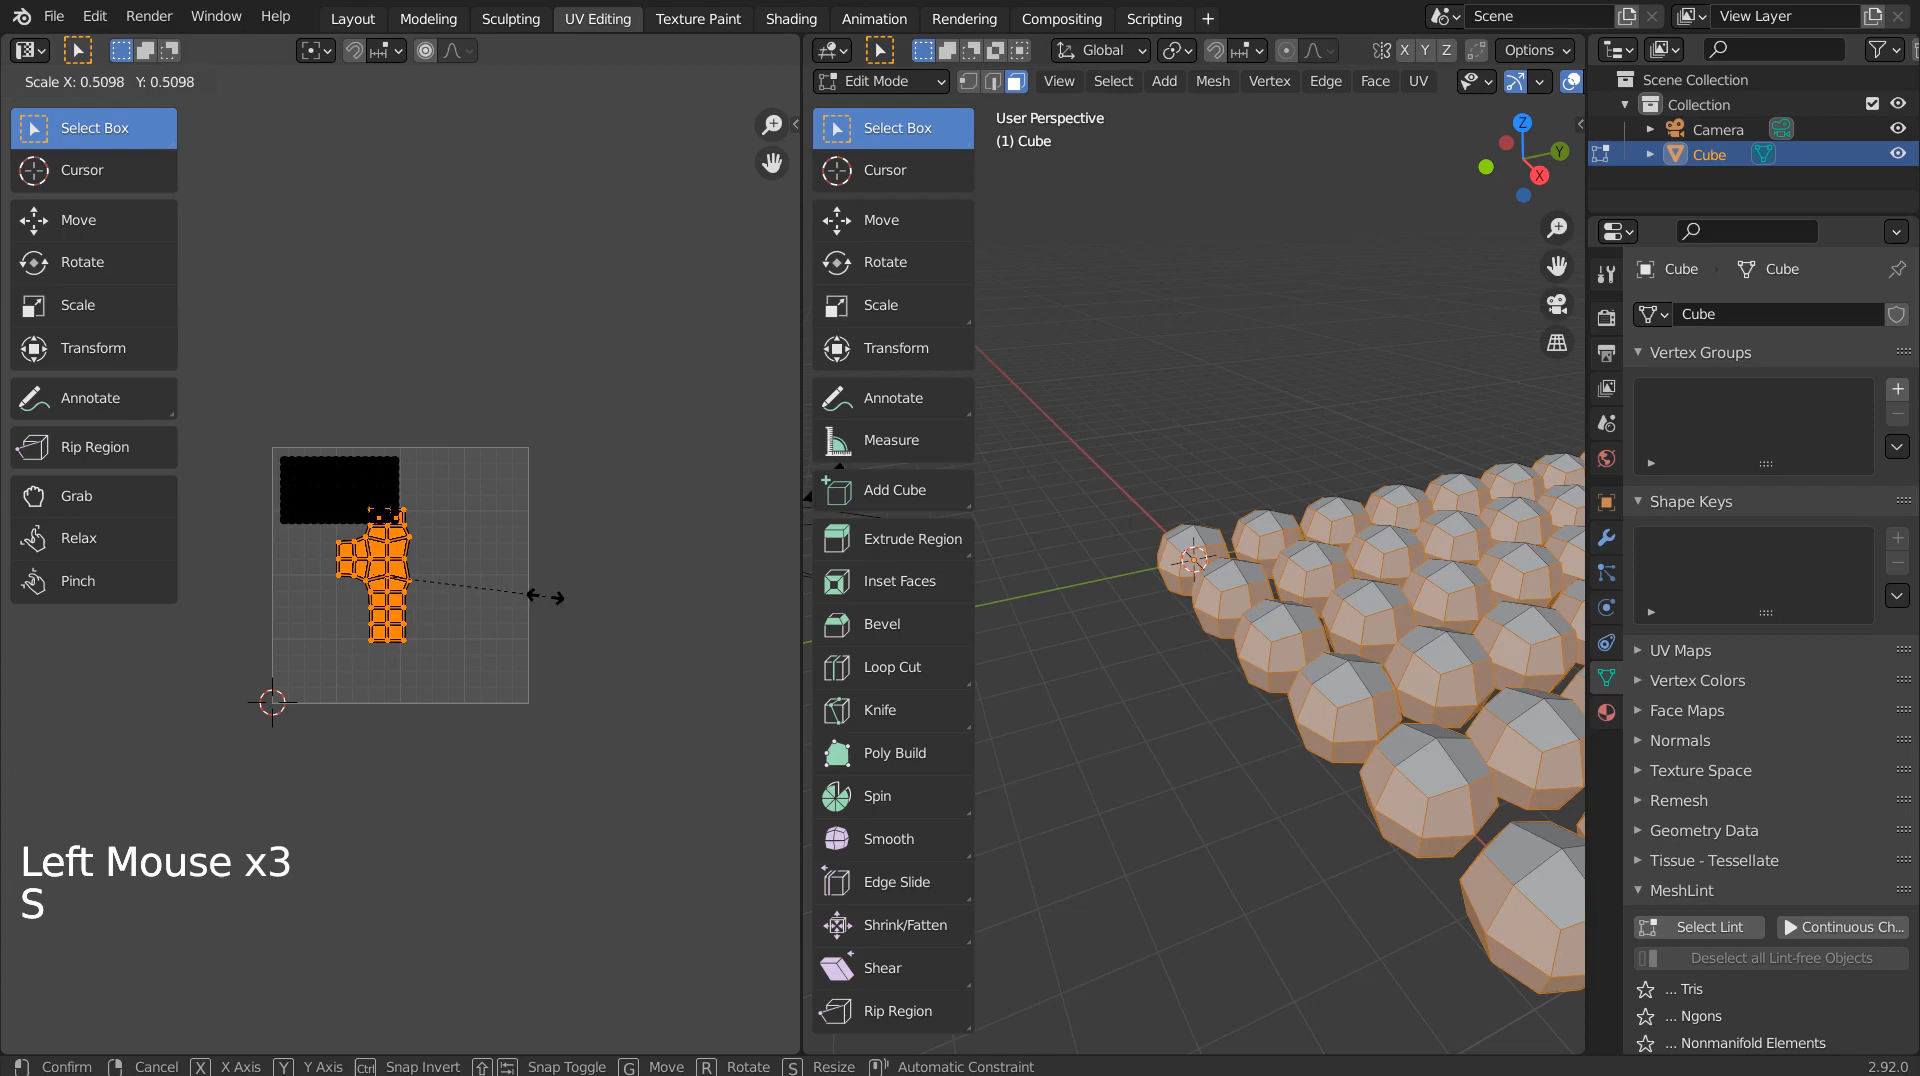 File Edit Render Window Help Layout Modeling Sculpting UV Editing Texture Paint Shading Animation Rendering Compositing Scripting + Scene View Layer
Global X Y Z Options
Scale X: 0.5098 Y: 0.5098
Edit Mode View Select Add Mesh Vertex Edge Face UV
Select Box
Cursor
Move
Rotate
Scale
Transform
Annotate
Rip Region
Grab
Relax
Pinch
Left Mouse x3
S
Select Box
Cursor
Move
Rotate
Scale
Transform
Annotate
Measure
Add Cube
Extrude Region
Inset Faces
Bevel
Loop Cut
Knife
Poly Build
Spin
Smooth
Edge Slide
Shrink/Fatten
Shear
Rip Region
User Perspective
(1) Cube
Z
Y
X
Scene Collection
Collection
Camera
Cube
Cube Cube
Cube
Vertex Groups
Shape Keys
UV Maps
Vertex Colors
Face Maps
Normals
Texture Space
Remesh
Geometry Data
Tissue - Tessellate
MeshLint
Select Lint Continuous Ch...
Deselect all Lint-free Objects
... Tris
... Ngons
... Nonmanifold Elements
Confirm Cancel X X Axis Y Y Axis Ctrl Snap Invert Snap Toggle G Move R Rotate S Resize Automatic Constraint 2.92.0